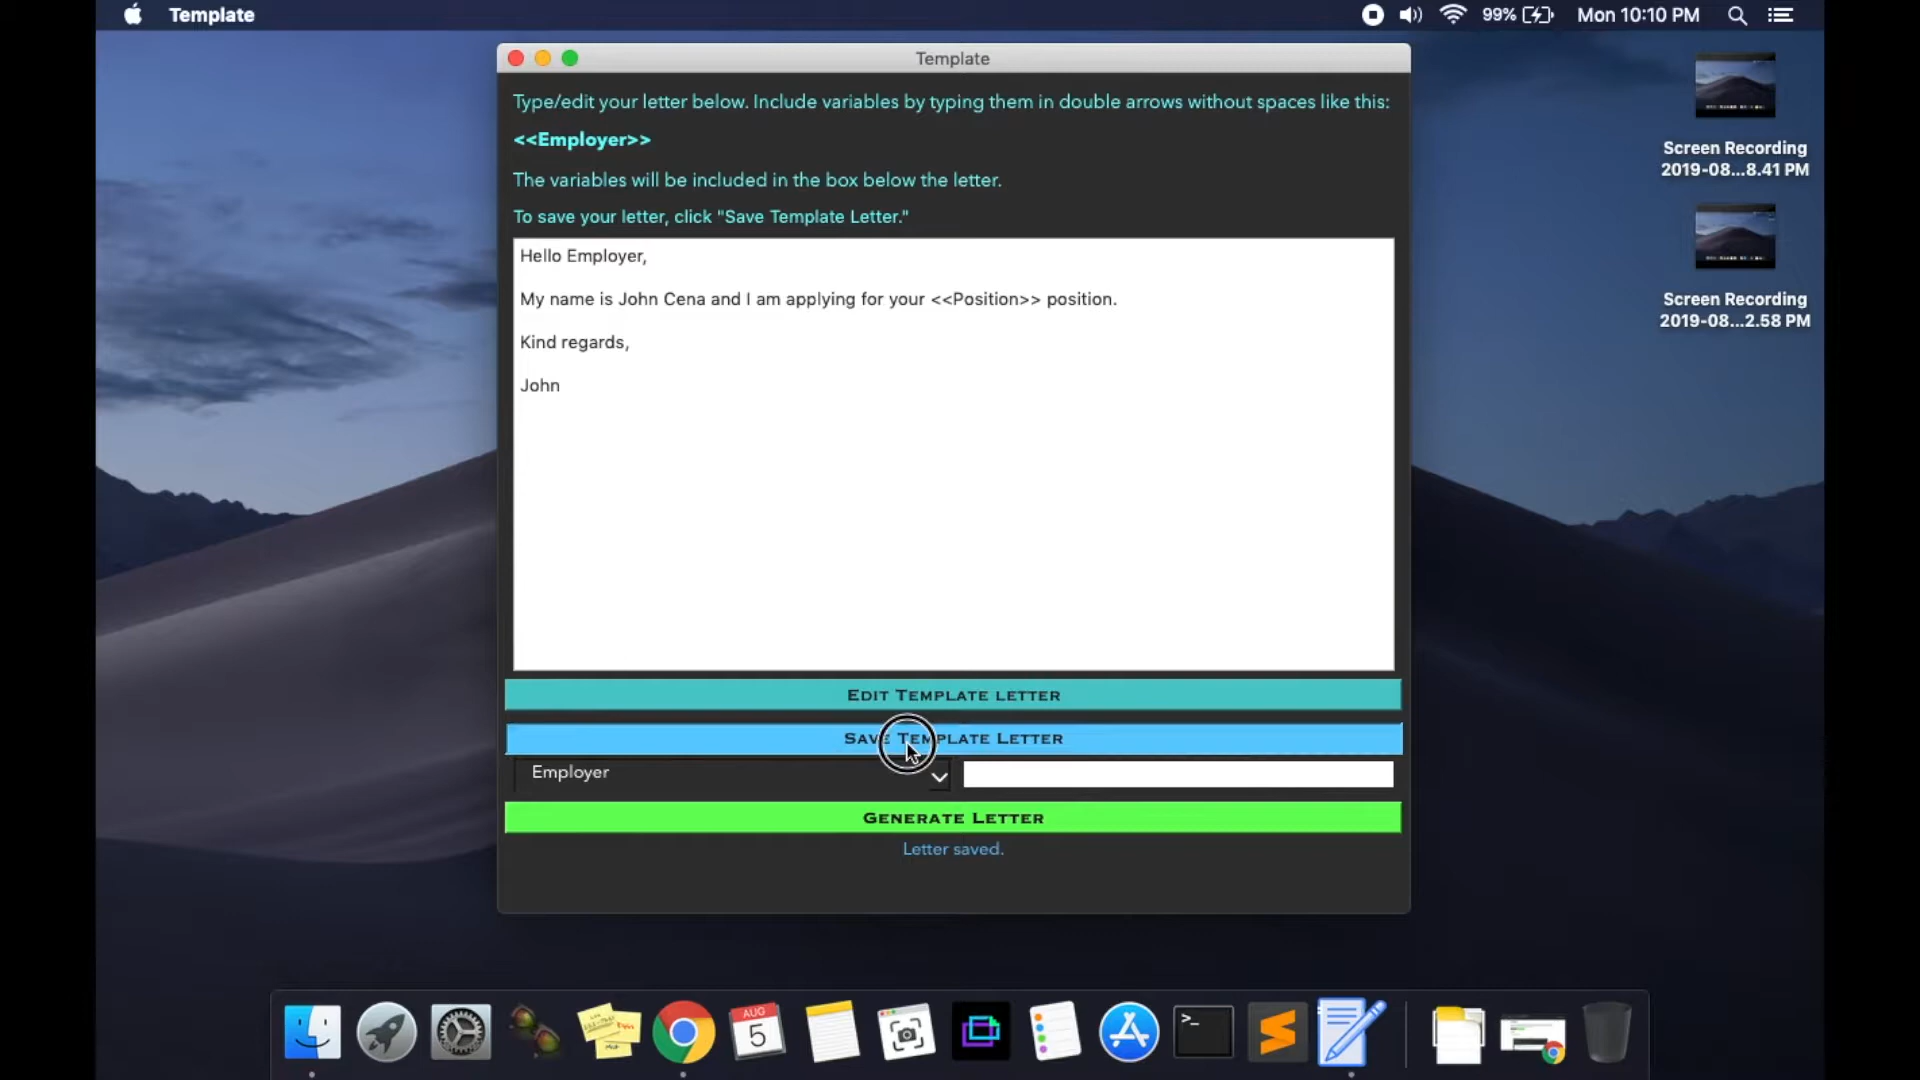 Template
99%
Mon 10:10 PM
Template
Screen Recording
2019-08...8.41 PM
Screen Recording
2019-08...2.58 PM
Type/edit your letter below. Include variables by typing them in double arrows without spaces like this:
<<Employer>>
The variables will be included in the box below the letter.
To save your letter, click "Save Template Letter."
Hello Employer,
My name is John Cena and I am applying for your <<Position>> position.
Kind regards,
John
Edit Template letter
Save Template Letter
Employer
Generate Letter
Letter saved.
AUG
5
>_